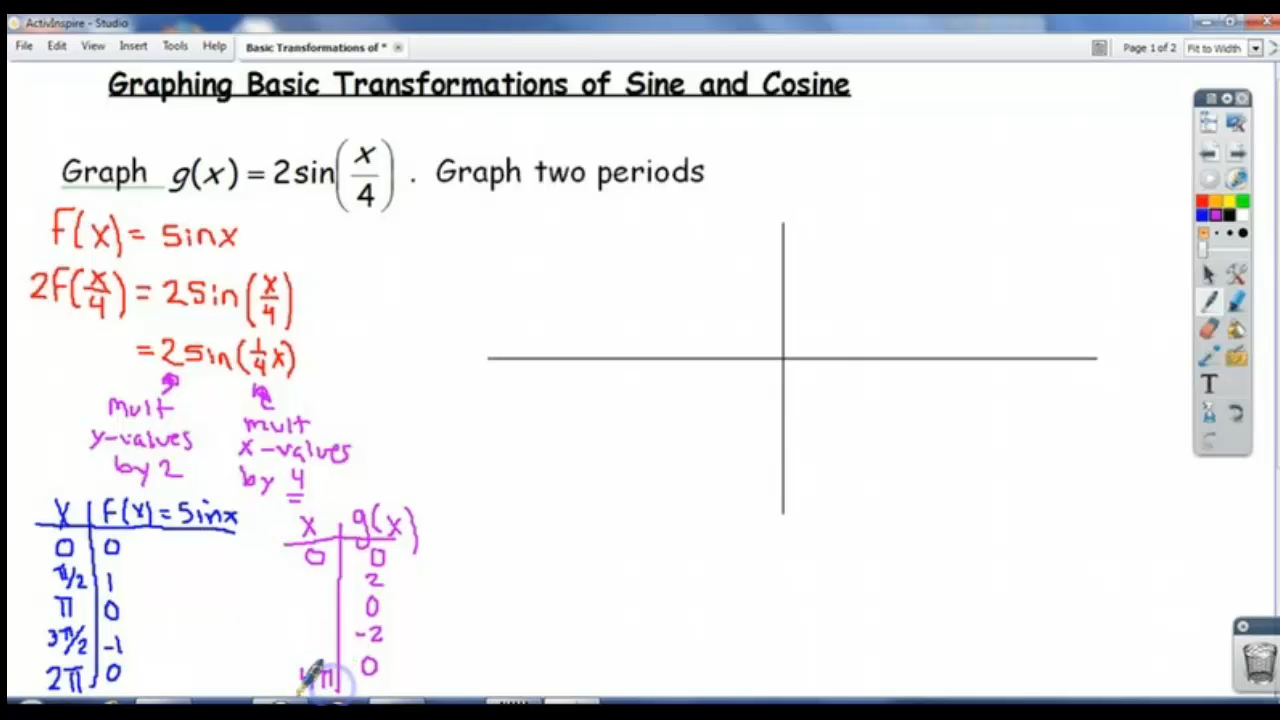 ActivInspire - Studio
File Edit View Insert Tools Help
Basic Transformations of *
Page 1 of 2
Fit to Width
Graphing Basic Transformations of Sine and Cosine
Graph g(x) = 2 sin(x/4) . Graph two periods
F(x) = Sinx
2F(x/4) = 2Sin(x/4)
= 2Sin(1/4 x)
mult
y-values
by 2
mult
x-values
by 4
X F(x) = Sinx
0 0
π/2 1
π 0
3π/2 -1
2π 0
X g(x)
0 0
2
0
-2
π 0
T